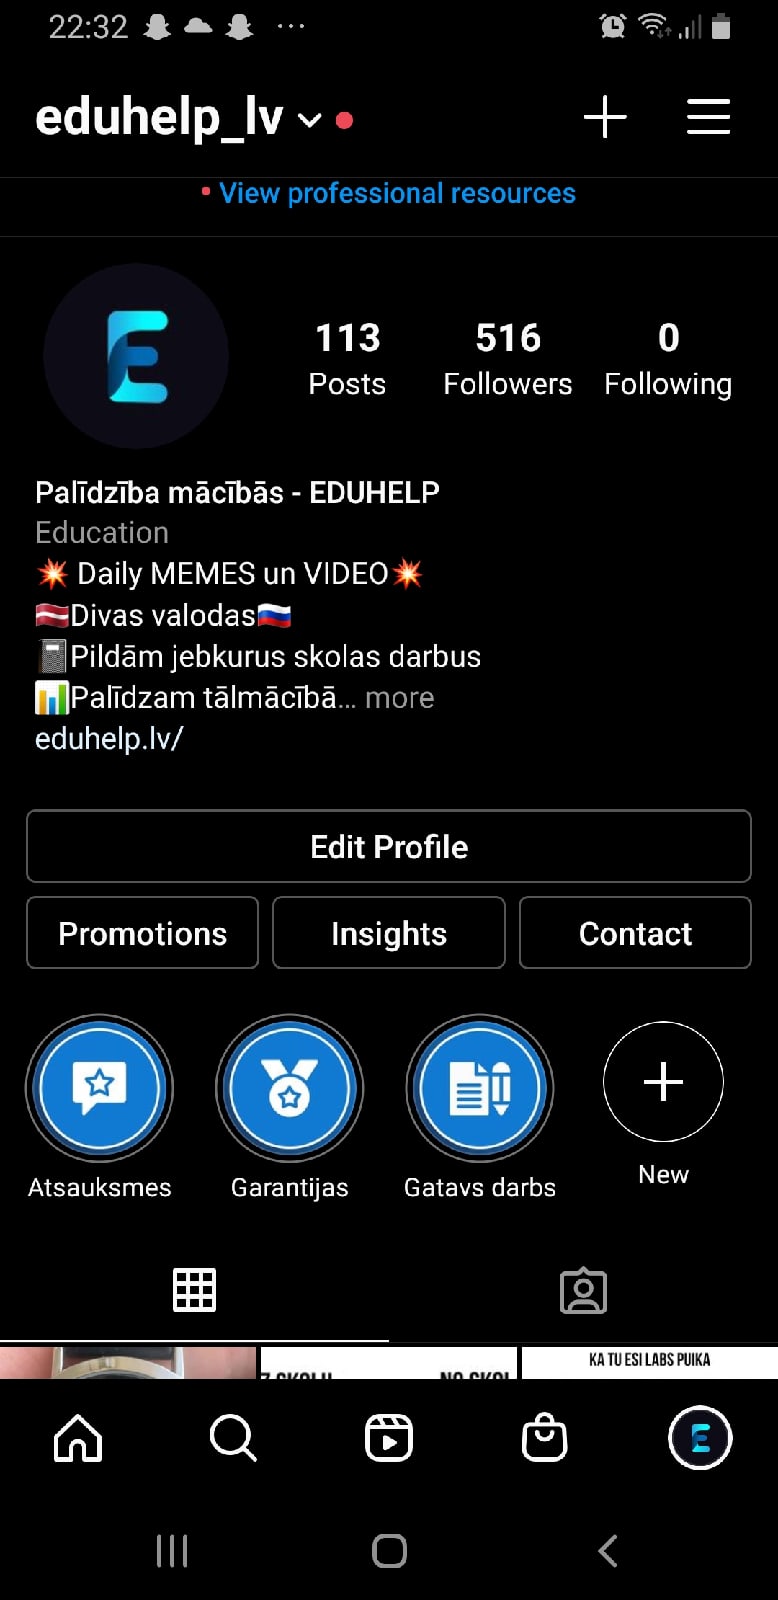 22:32
eduhelp_lv
View professional resources
113 516 0
Posts Followers Following
Palīdzība mācībās - EDUHELP
Education
💥 Daily MEMES un VIDEO💥
🇱🇻Divas valodas🇷🇺
📓Pildām jebkurus skolas darbus
📊Palīdzam tālmācībā... more
eduhelp.lv/
Edit Profile
Promotions Insights Contact
Atsauksmes Garantijas Gatavs darbs New
KA TU ESI LABS PUIKA